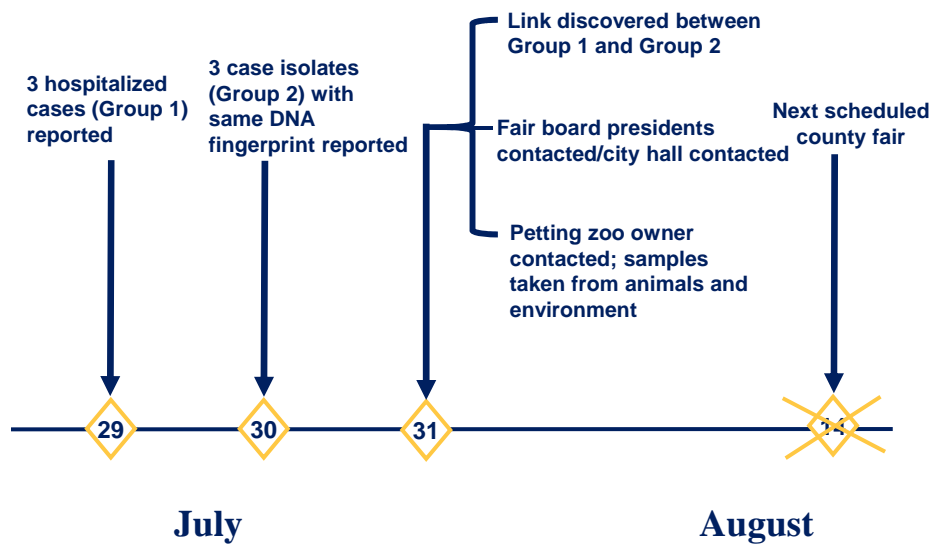 3 hospitalized
cases (Group 1)
reported
3 case isolates
(Group 2) with
same DNA
fingerprint reported
Link discovered between
Group 1 and Group 2
Fair board presidents
contacted/city hall contacted
Petting zoo owner
contacted; samples
taken from animals and
environment
Next scheduled
county fair
29
30
31
14
July
August